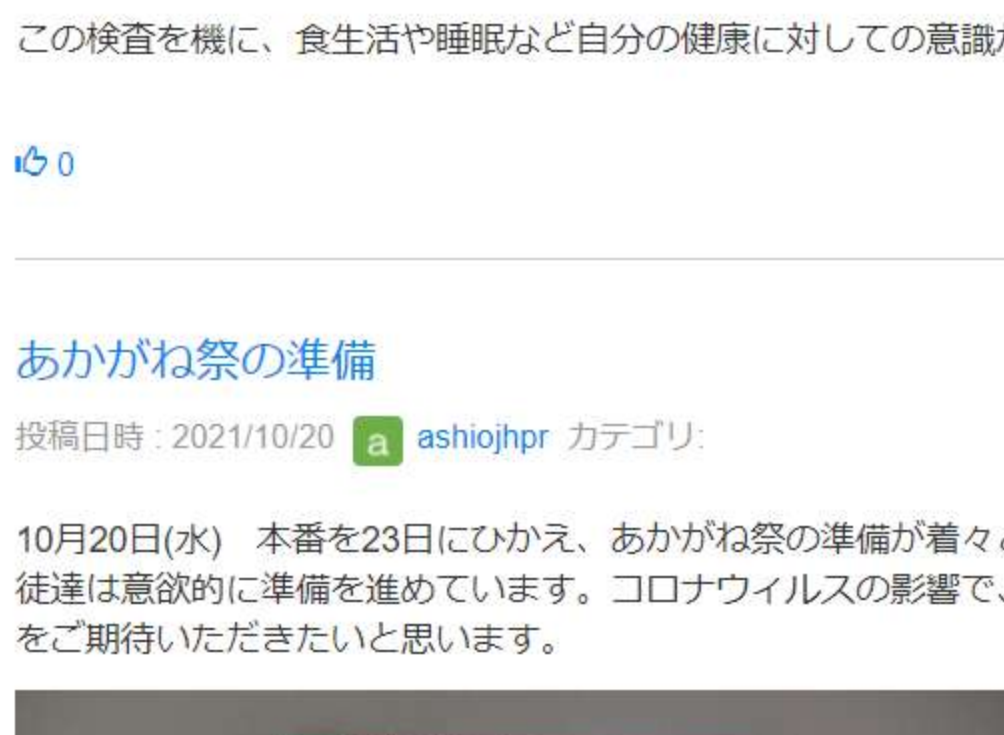 この検査を機に、食生活や睡眠など自分の健康に対しての意識
0
あかがね祭の準備
投稿日時 : 2021/10/20 a ashiojhpr カテゴリ:
10月20日(水)　本番を23日にひかえ、あかがね祭の準備が着々
徒達は意欲的に準備を進めています。コロナウィルスの影響で、
をご期待いただきたいと思います。